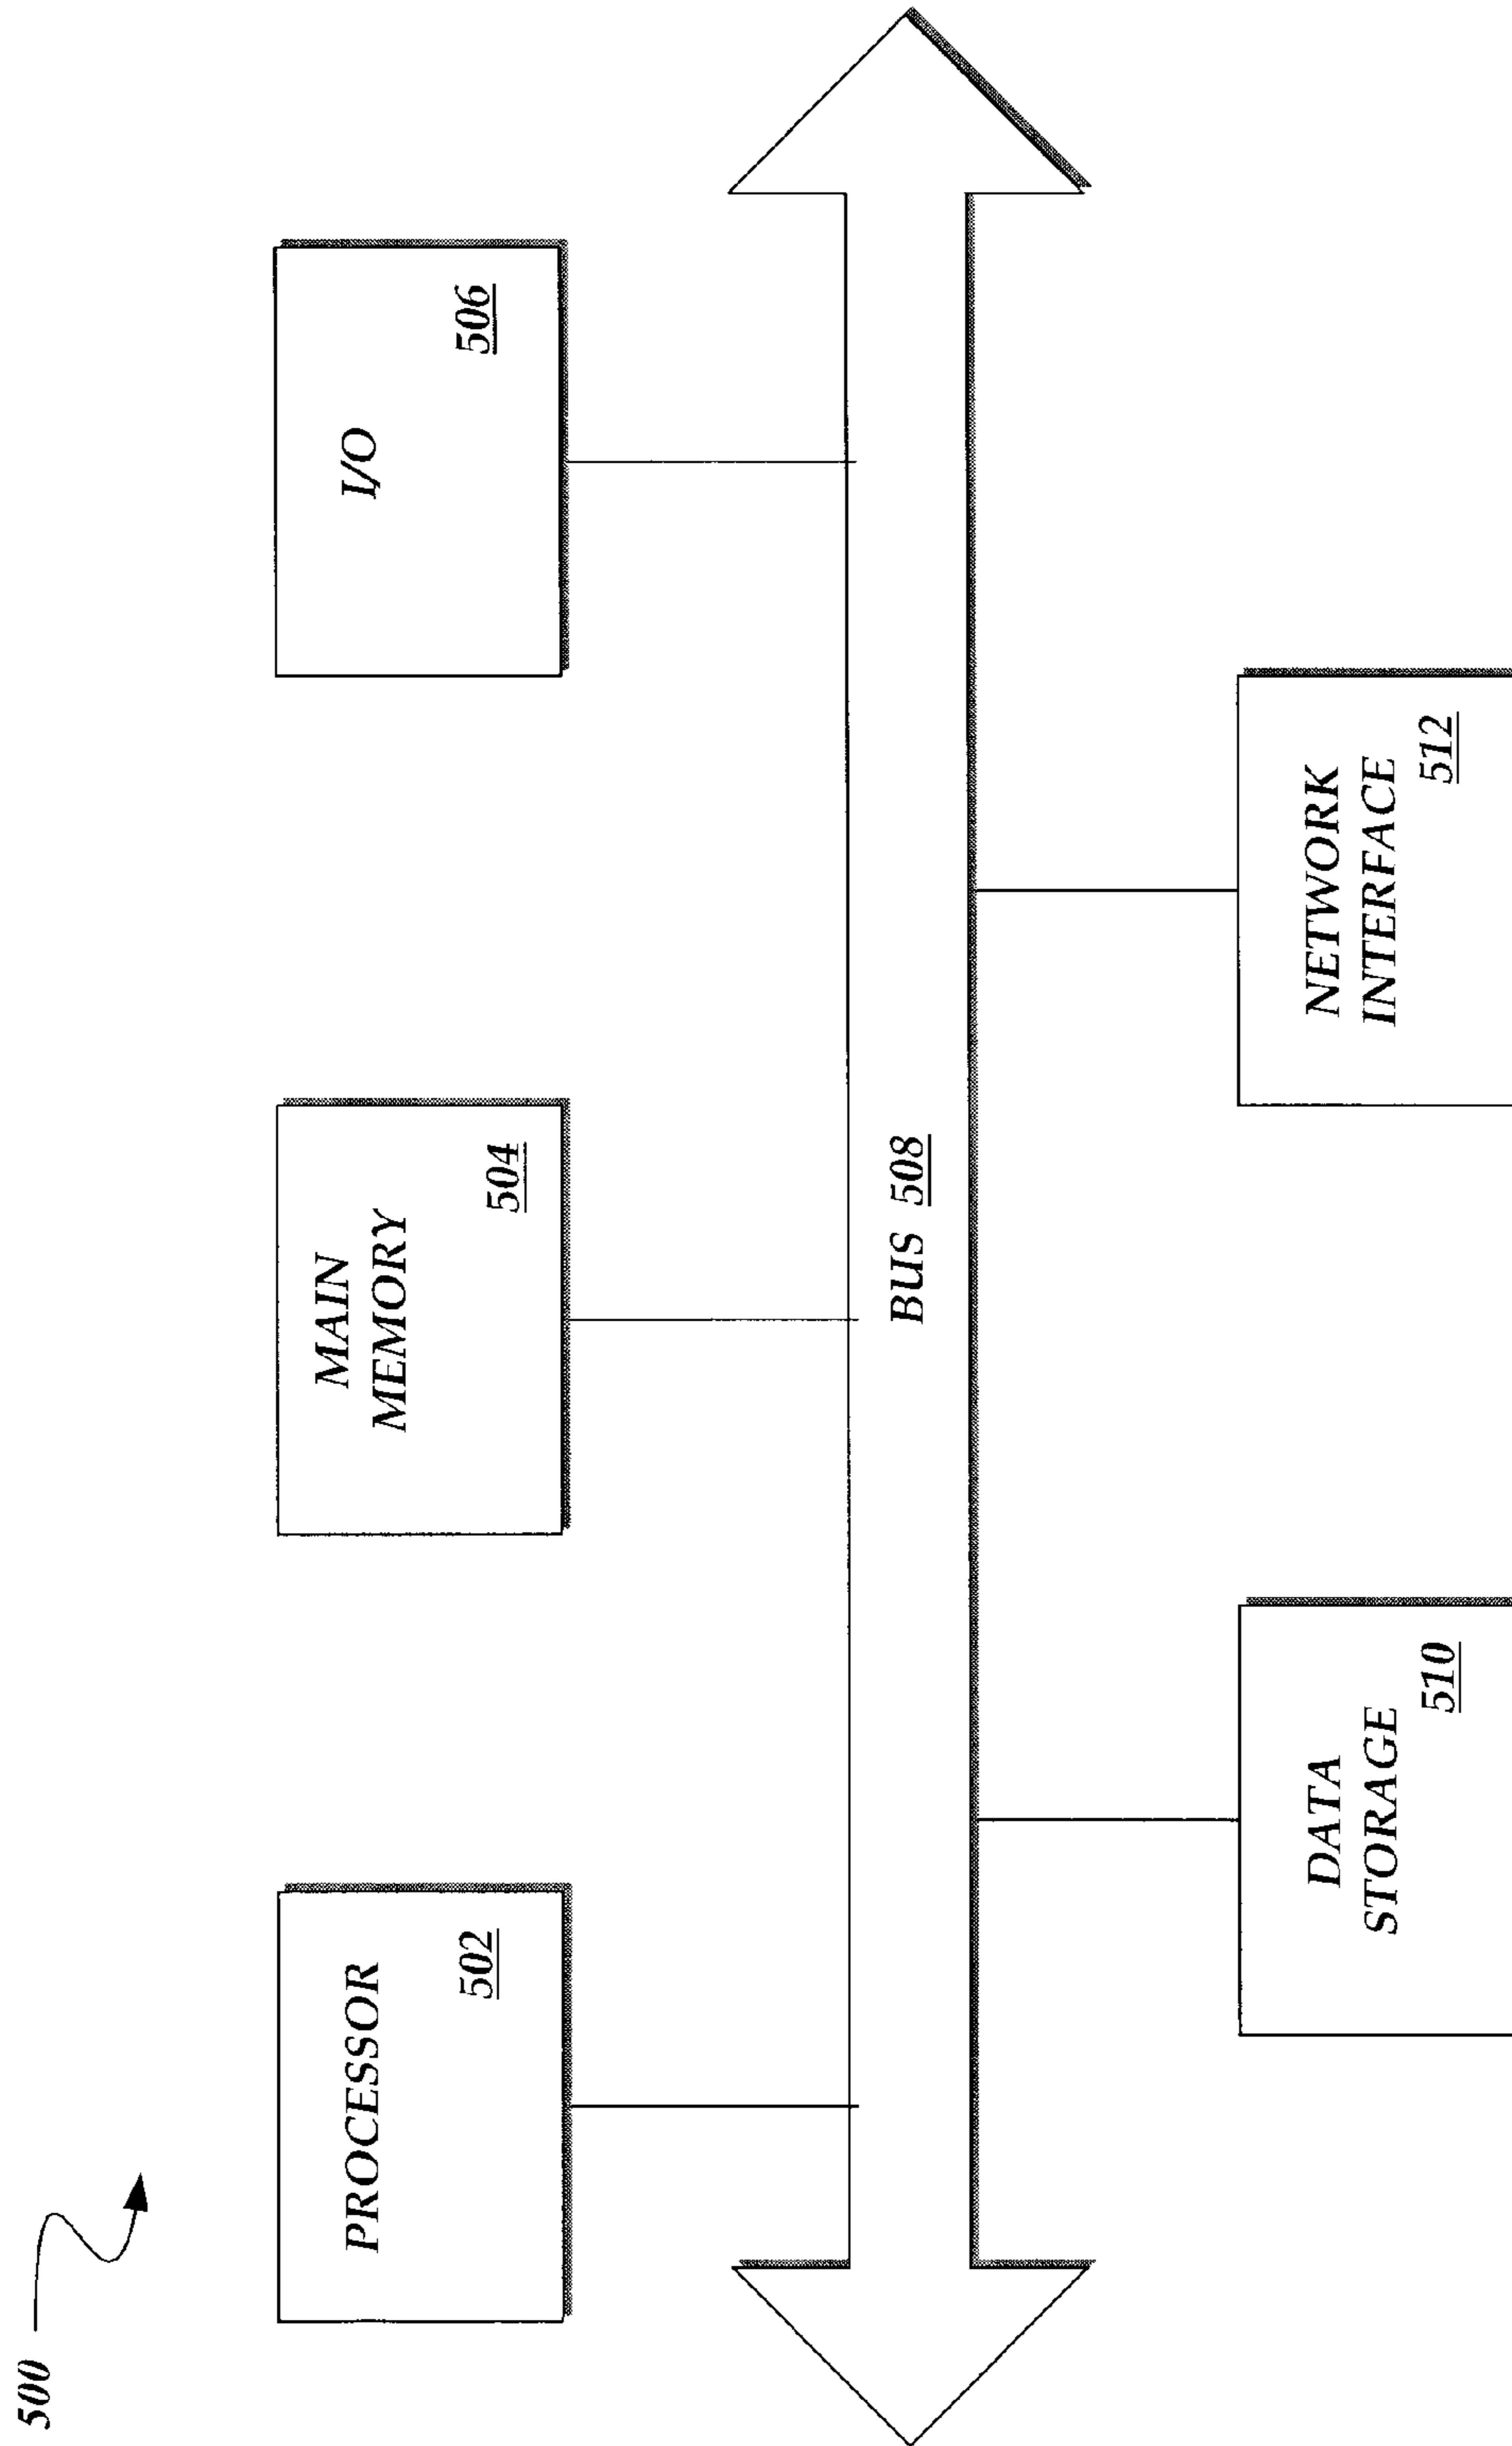 500
PROCESSOR
502
MAIN
MEMORY
504
I/O
506
BUS 508
DATA
STORAGE
510
NETWORK
INTERFACE
512